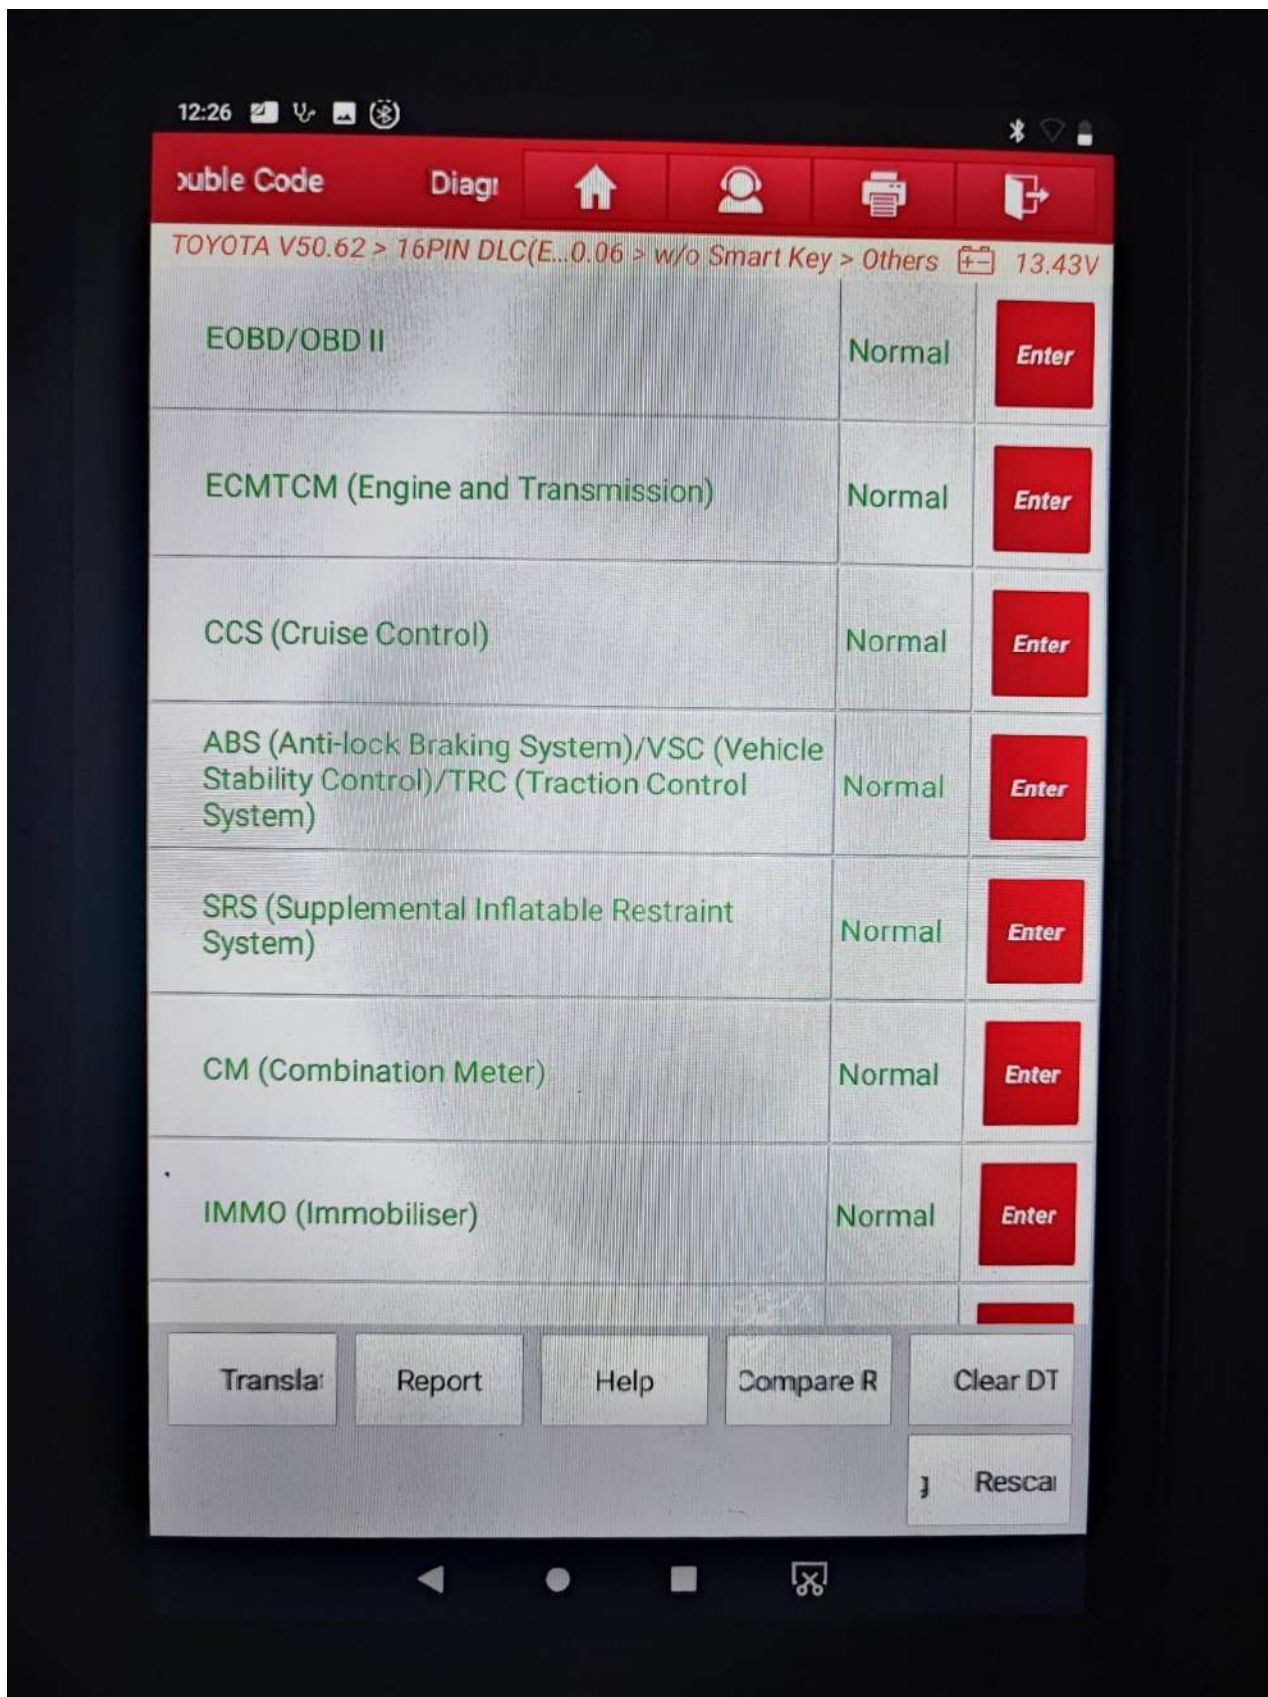 12:26
ouble Code Diag
TOYOTA V50.62 > 16PIN DLC(E...0.06 > w/o Smart Key > Others 13.43V
EOBD/OBD II Normal Enter
ECMTCM (Engine and Transmission) Normal Enter
CCS (Cruise Control) Normal Enter
ABS (Anti-lock Braking System)/VSC (Vehicle
Stability Control)/TRC (Traction Control
System) Normal Enter
SRS (Supplemental Inflatable Restraint
System) Normal Enter
CM (Combination Meter) Normal Enter
IMMO (Immobiliser) Normal Enter
Transla Report Help Compare R Clear DT
Resca